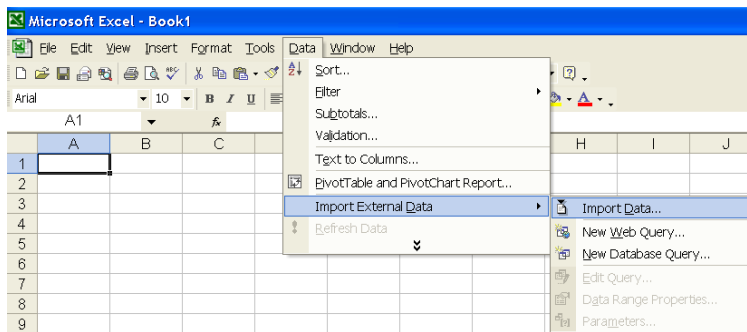 Microsoft Excel - Book1
File Edit View Insert Format Tools Data Window Help
Arial 10 B I U A
A1 fx
A B C H I J
1
2
3
4
5
6
7
8
9
Sort...
Filter
Subtotals...
Validation...
Text to Columns...
PivotTable and PivotChart Report...
Import External Data
Refresh Data
Import Data...
New Web Query...
New Database Query...
Edit Query...
Data Range Properties...
Parameters...